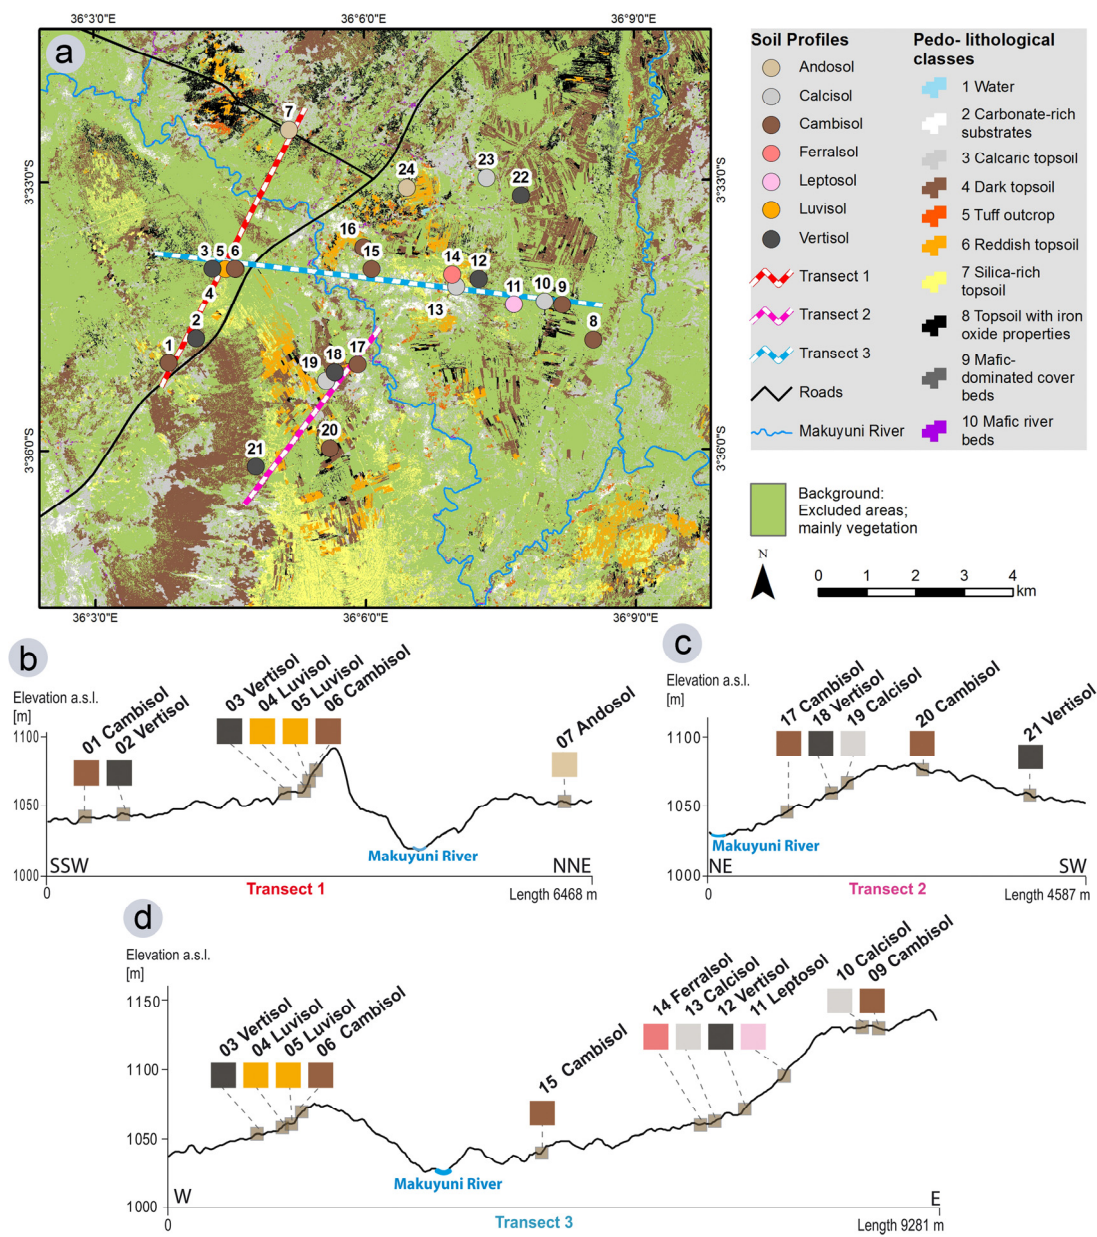 36°3'0"E
36°6'0"E
36°9'0"E
a
3°33'0"S
3°36'0"S
3°33'0"S
3°36'0"S
7
24
23
22
16
15
14
12
3 5 6
4
11
10
9
13
8
2
1
19
18
17
20
21
36°3'0"E
36°6'0"E
36°9'0"E
Soil Profiles
Andosol
Calcisol
Cambisol
Ferralsol
Leptosol
Luvisol
Vertisol
Transect 1
Transect 2
Transect 3
Roads
Makuyuni River
Pedo- lithological
classes
1 Water
2 Carbonate-rich
substrates
3 Calcaric topsoil
4 Dark topsoil
5 Tuff outcrop
6 Reddish topsoil
7 Silica-rich
topsoil
8 Topsoil with iron
oxide properties
9 Mafic-
dominated cover
beds
10 Mafic river
beds
Background:
Excluded areas;
mainly vegetation
N
0 1 2 3 4
km
b
Elevation a.s.l.
[m]
1100
1050
1000
01 Cambisol
02 Vertisol
03 Vertisol
04 Luvisol
05 Luvisol
06 Cambisol
07 Andosol
Makuyuni River
SSW
NNE
0
Transect 1
Length 6468 m
c
Elevation a.s.l.
[m]
1100
1050
1000
17 Cambisol
18 Vertisol
19 Calcisol
20 Cambisol
21 Vertisol
Makuyuni River
NE
SW
0
Transect 2
Length 4587 m
d
Elevation a.s.l.
[m]
1150
1100
1050
1000
03 Vertisol
04 Luvisol
05 Luvisol
06 Cambisol
15 Cambisol
14 Ferralsol
13 Calcisol
12 Vertisol
11 Leptosol
10 Calcisol
09 Cambisol
Makuyuni River
W
E
0
Transect 3
Length 9281 m